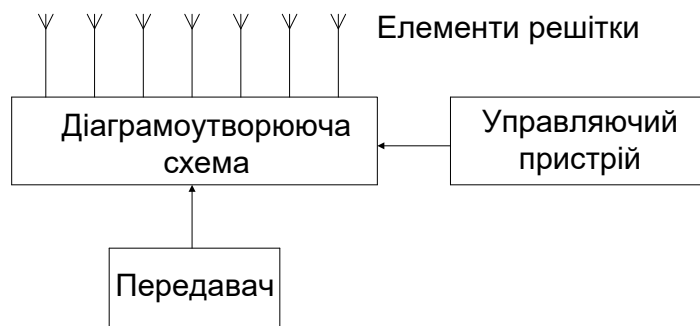 Елементи решітки
Діаграмоутворююча
схема
Управляючий
пристрій
Передавач